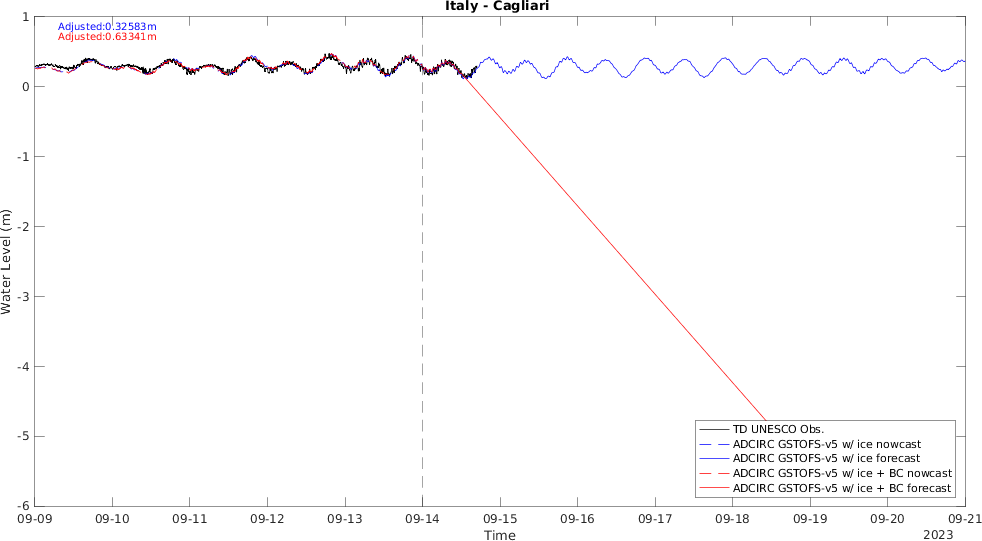 Italy - Cagliari
Adjusted:0.32583m
Adjusted:0.63341m
1
0
-1
-2
-3
-4
-5
-6
Water Level (m)
TD UNESCO Obs.
ADCIRC GSTOFS-v5 w/ ice nowcast
ADCIRC GSTOFS-v5 w/ ice forecast
ADCIRC GSTOFS-v5 w/ ice + BC nowcast
ADCIRC GSTOFS-v5 w/ ice + BC forecast
09-09 09-10 09-11 09-12 09-13 09-14 09-15 09-16 09-17 09-18 09-19 09-20 09-21
Time
2023